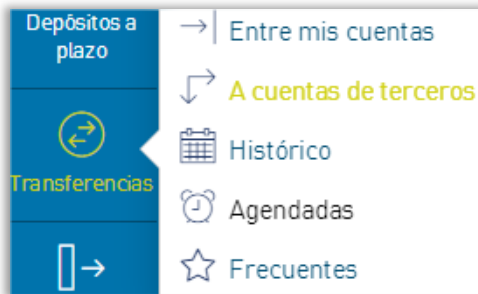 Depósitos a
plazo
Transferencias
Entre mis cuentas
A cuentas de terceros
Histórico
Agendadas
Frecuentes